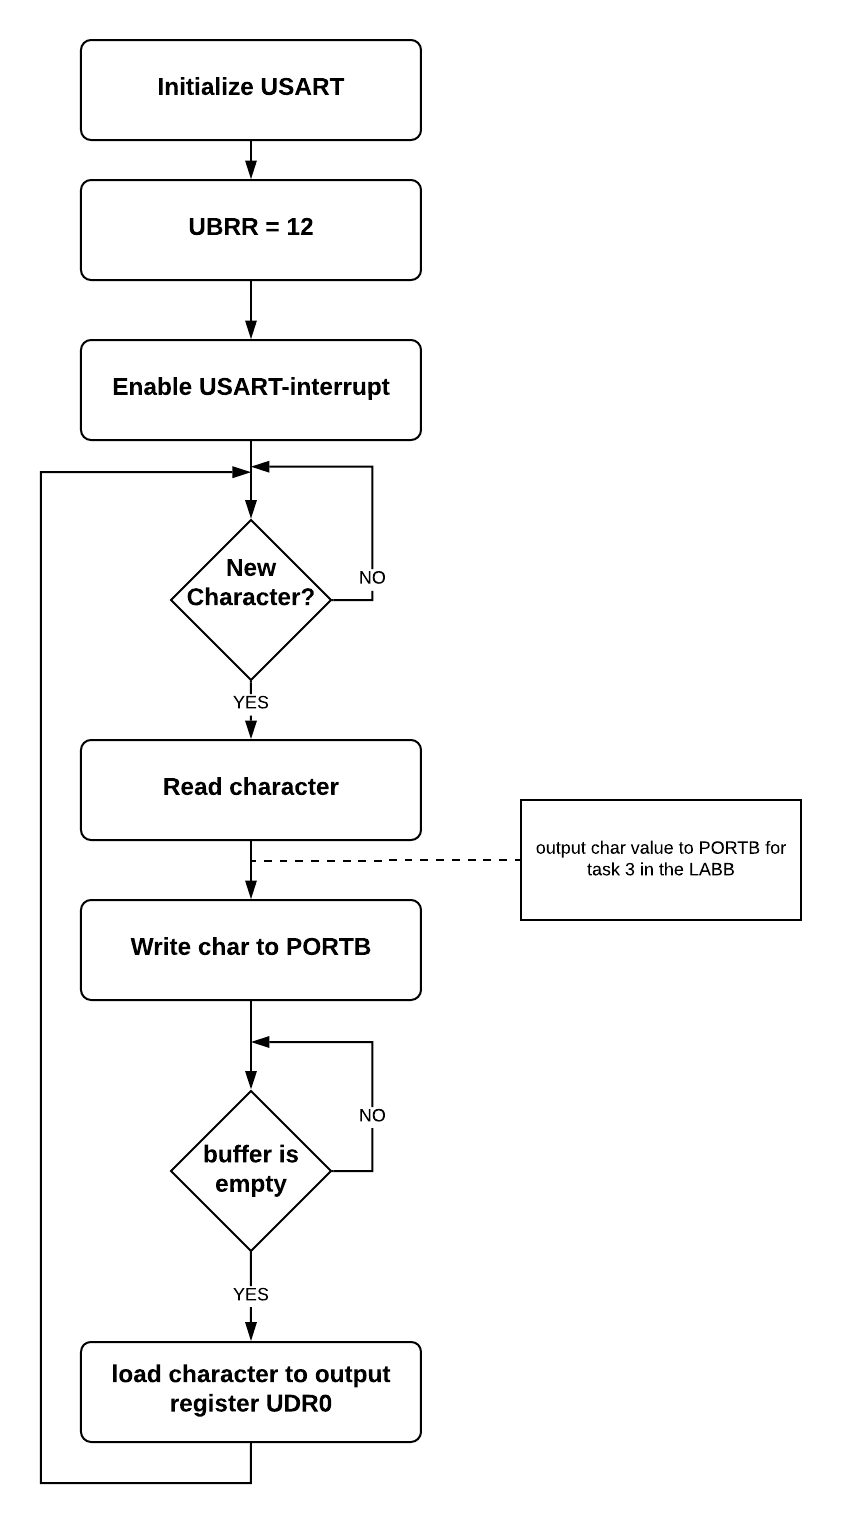 Initialize USART
UBRR = 12
Enable USART-interrupt
New
Character?
NO
YES
Read character
output char value to PORTB for
task 3 in the LABB
Write char to PORTB
NO
buffer is
empty
YES
load character to output
register UDR0